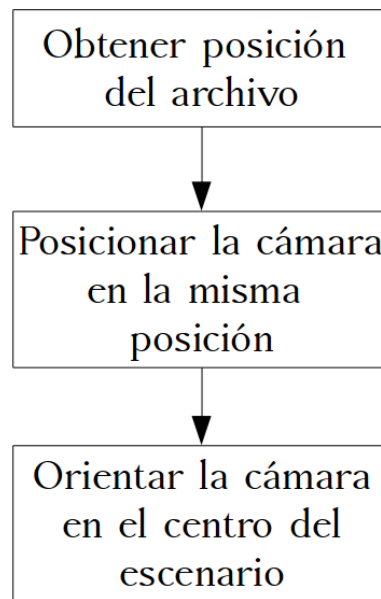 Obtener posición
del archivo
Posicionar la cámara
en la misma
posición
Orientar la cámara
en el centro del
escenario